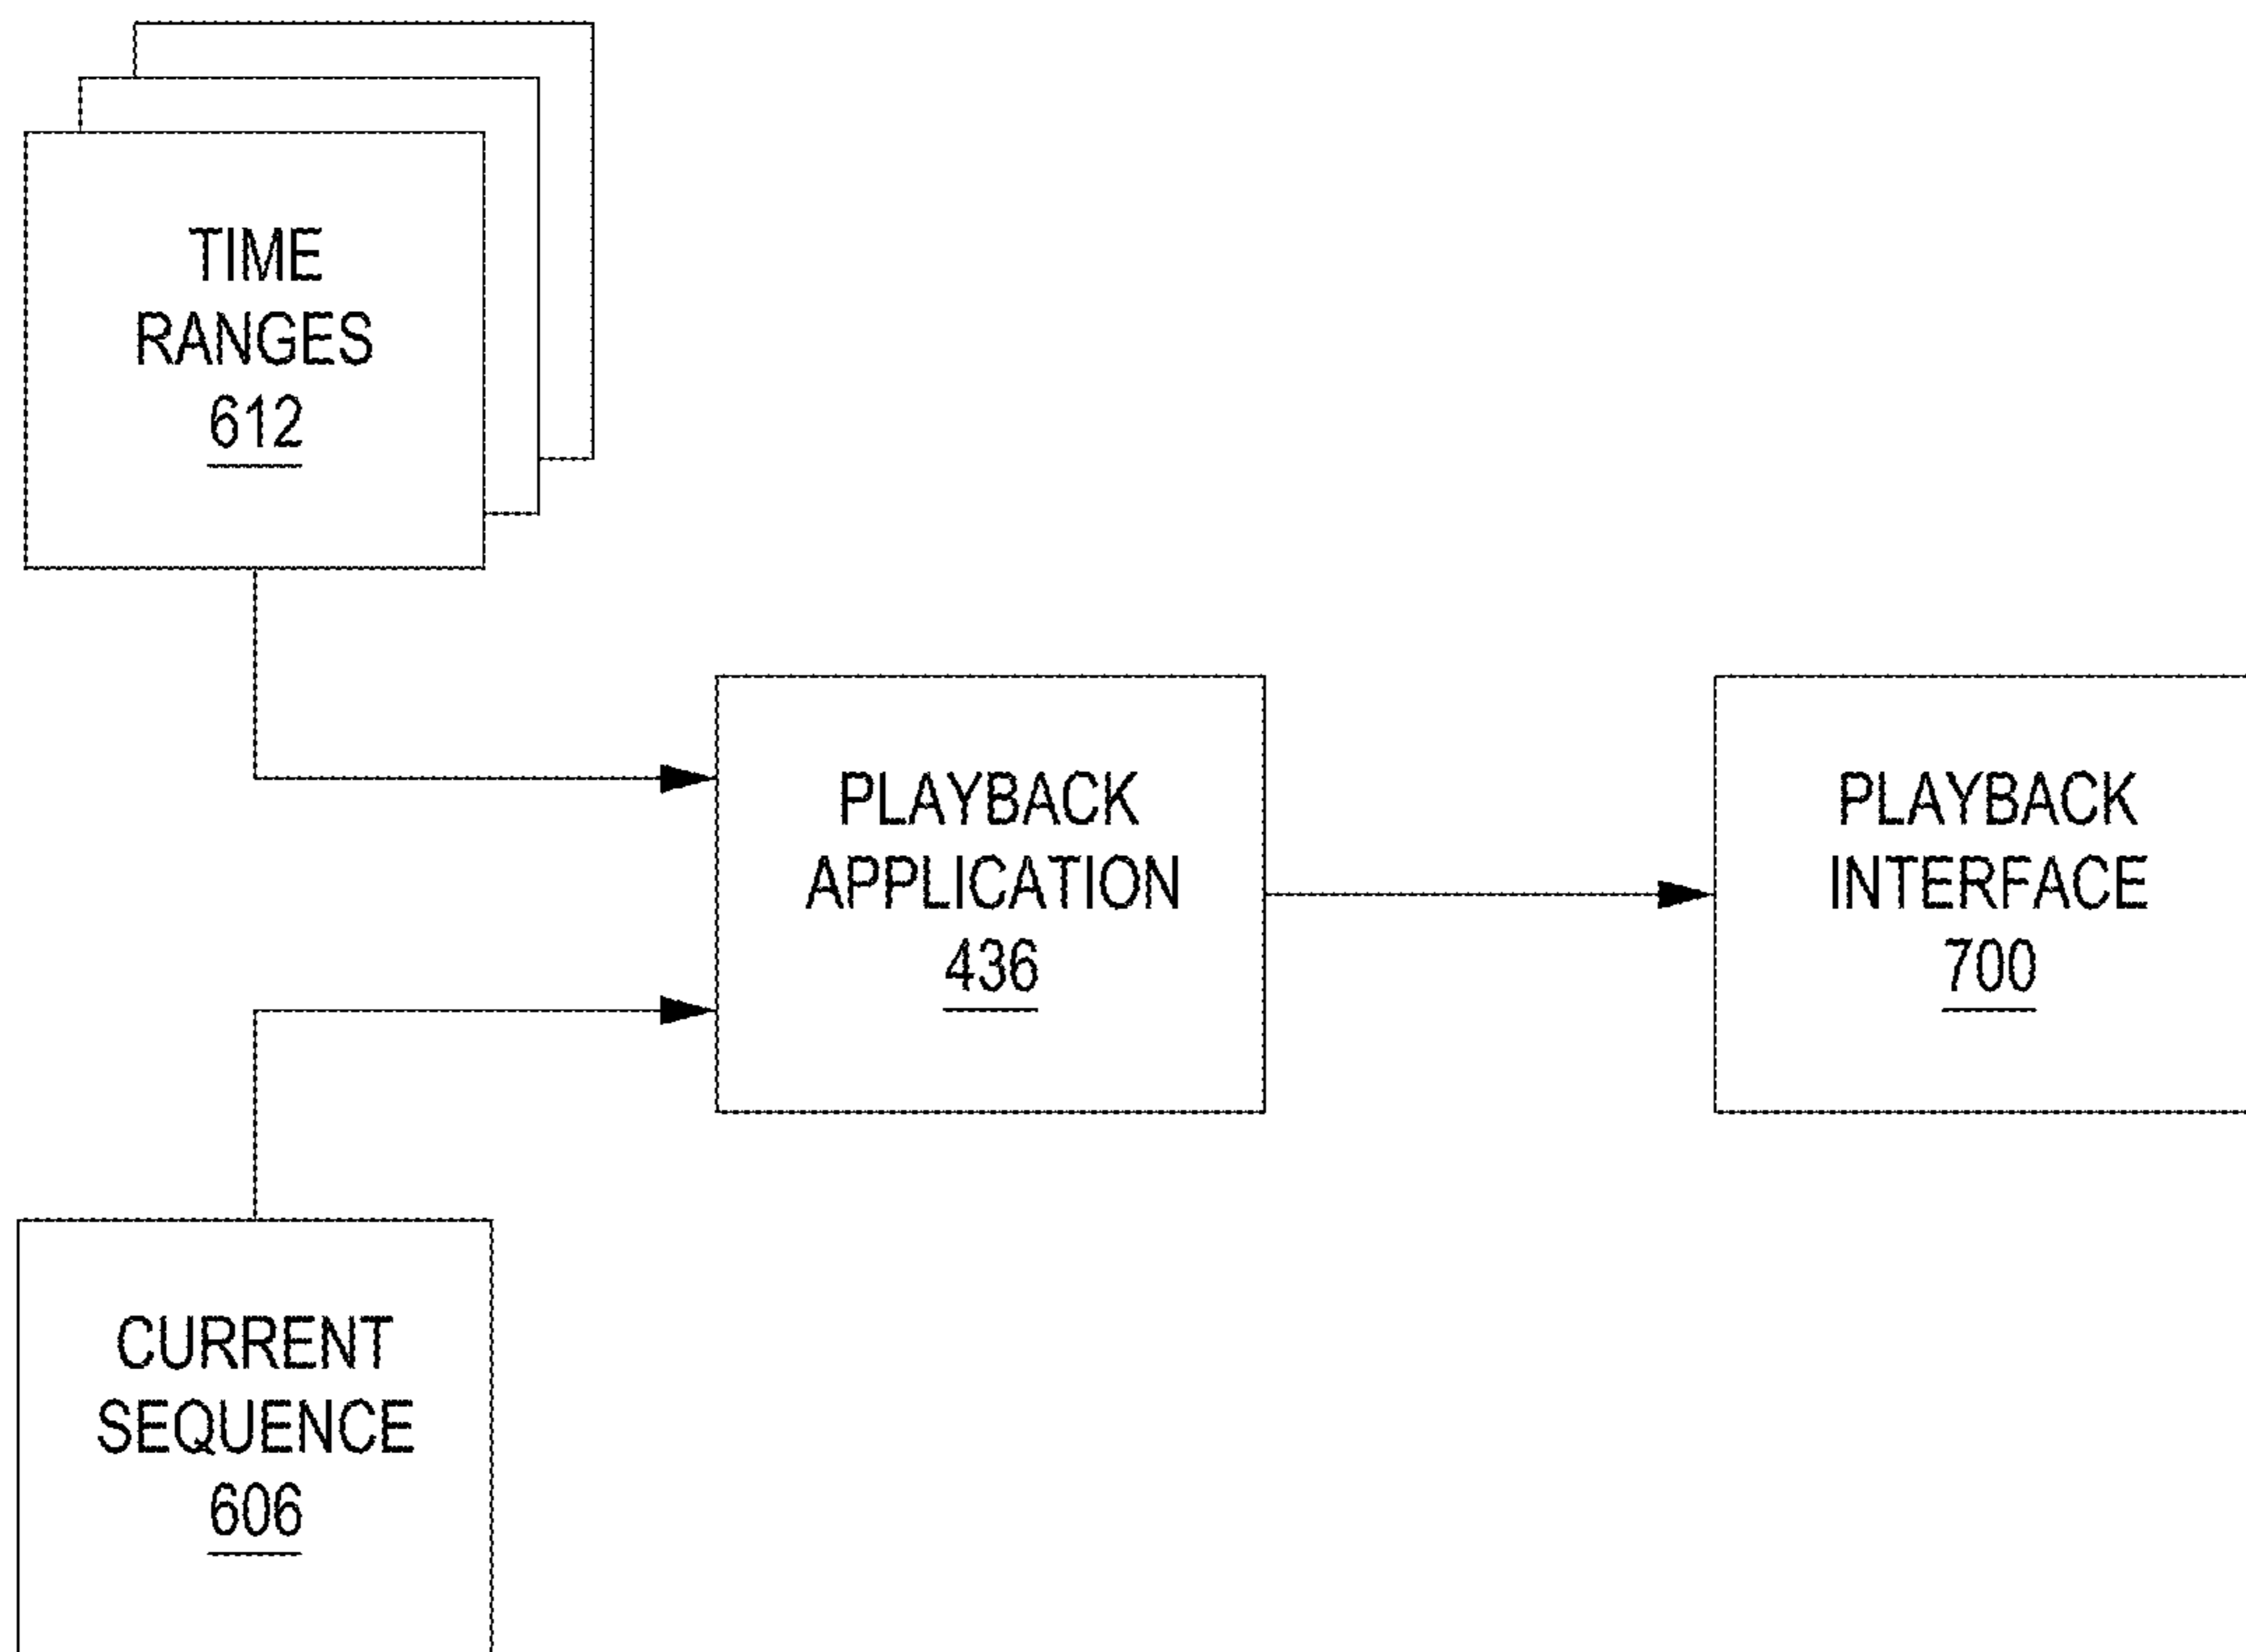 TIME
RANGES
612
PLAYBACK
APPLICATION
436
PLAYBACK
INTERFACE
700
CURRENT
SEQUENCE
606